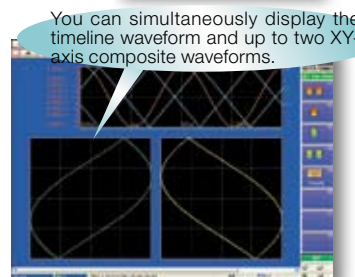 You can simultaneously display the
timeline waveform and up to two XY-
axis composite waveforms.